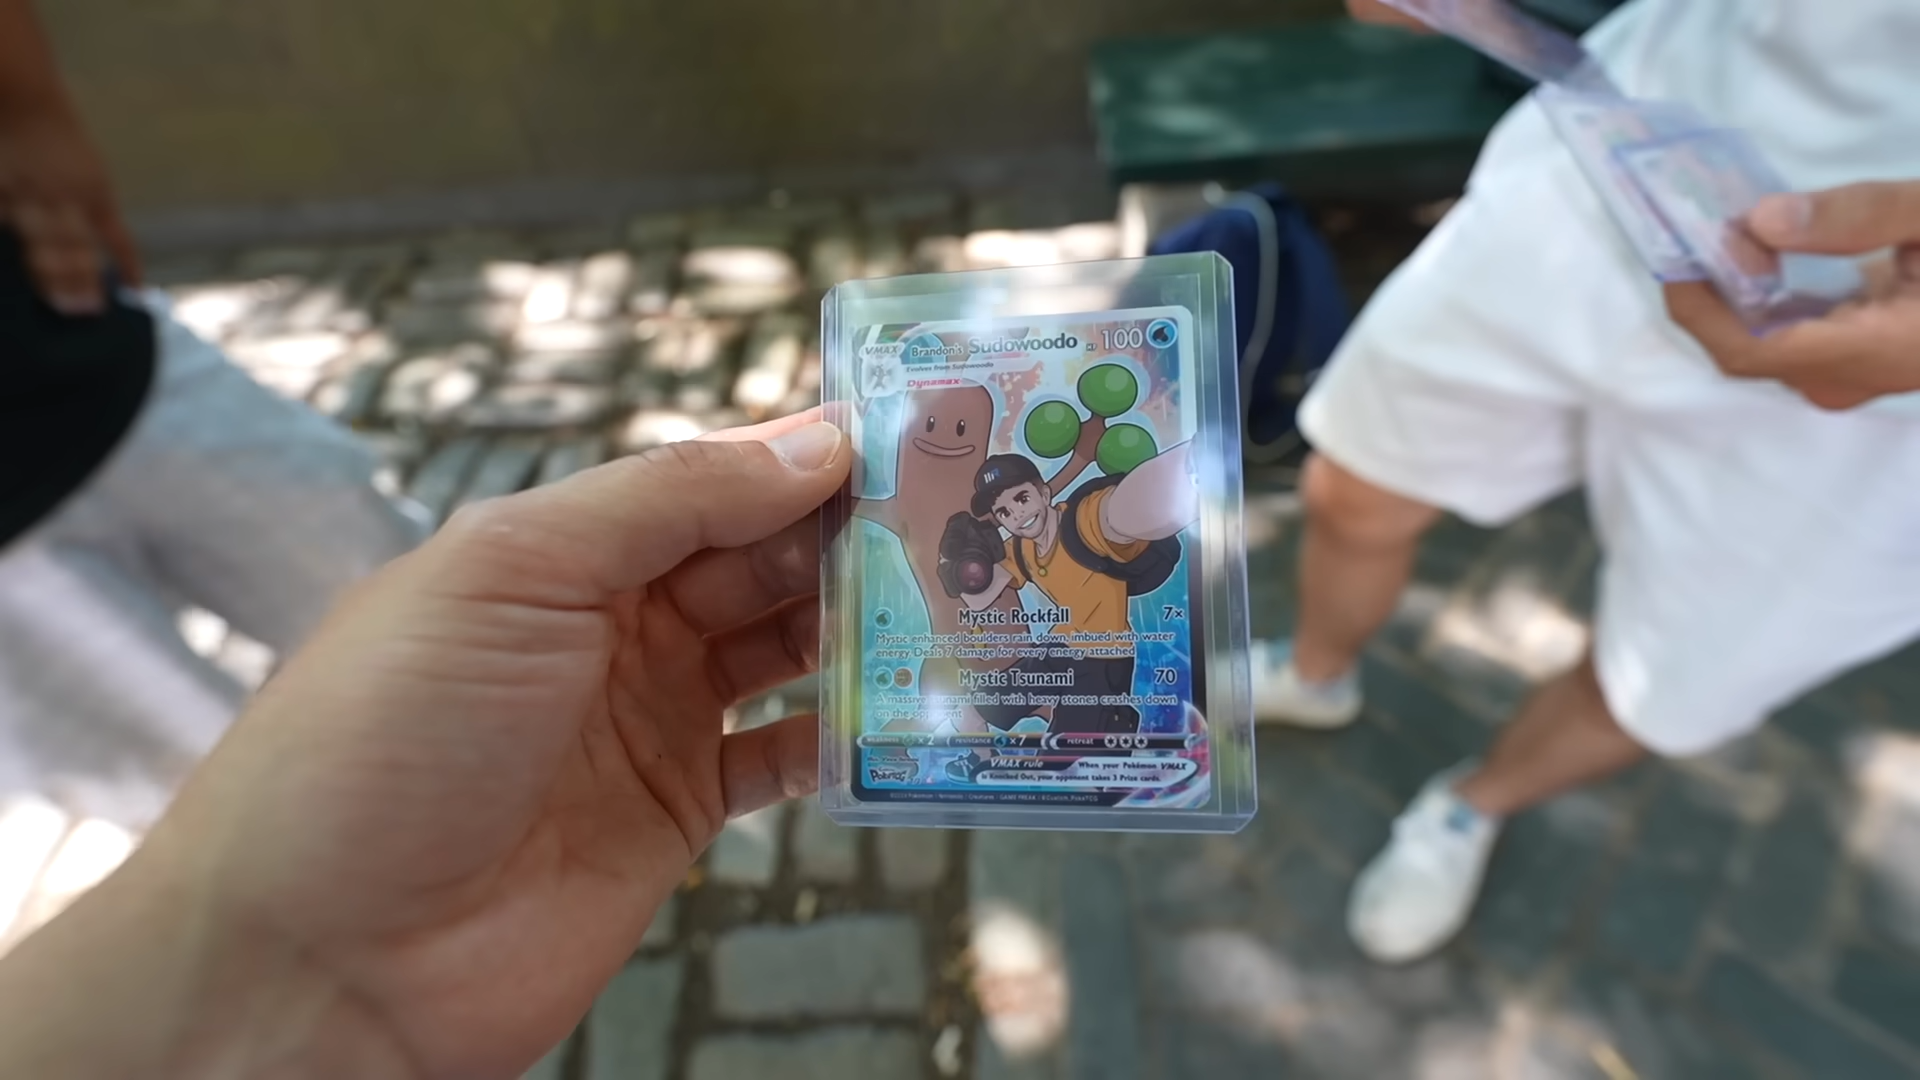 VMAX Brandon's Sudowoodo HP 100
Evolves from Sudowoodo
Dynamax
Mystic Rockfall 7×
Mystic enhanced boulders rain down, imbued with water
energy. Deals 7 damage for every energy attached
Mystic Tsunami 70
A massive tsunami filled with heavy stones crashes down
on the opponent
weakness ×2 resistance ×7 retreat
VMAX rule When your Pokémon VMAX
is Knocked Out, your opponent takes 3 Prize cards.